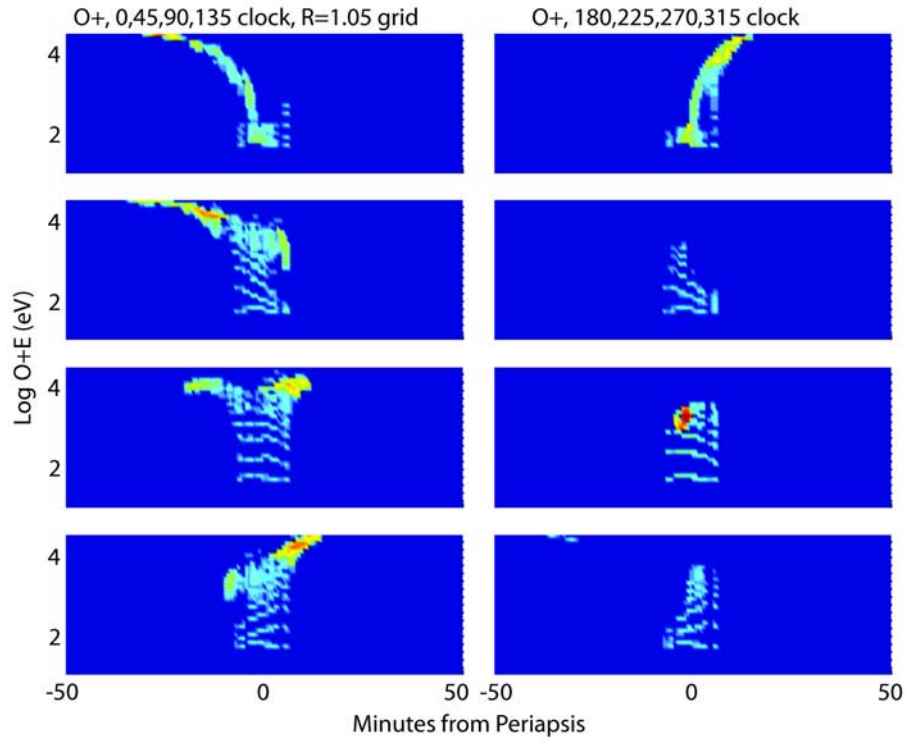 O+, 0,45,90,135 clock, R=1.05 grid
O+, 180,225,270,315 clock
4
2
4
2
4
2
4
2
Log O+E (eV)
-50 0 50 -50 0 50
Minutes from Periapsis